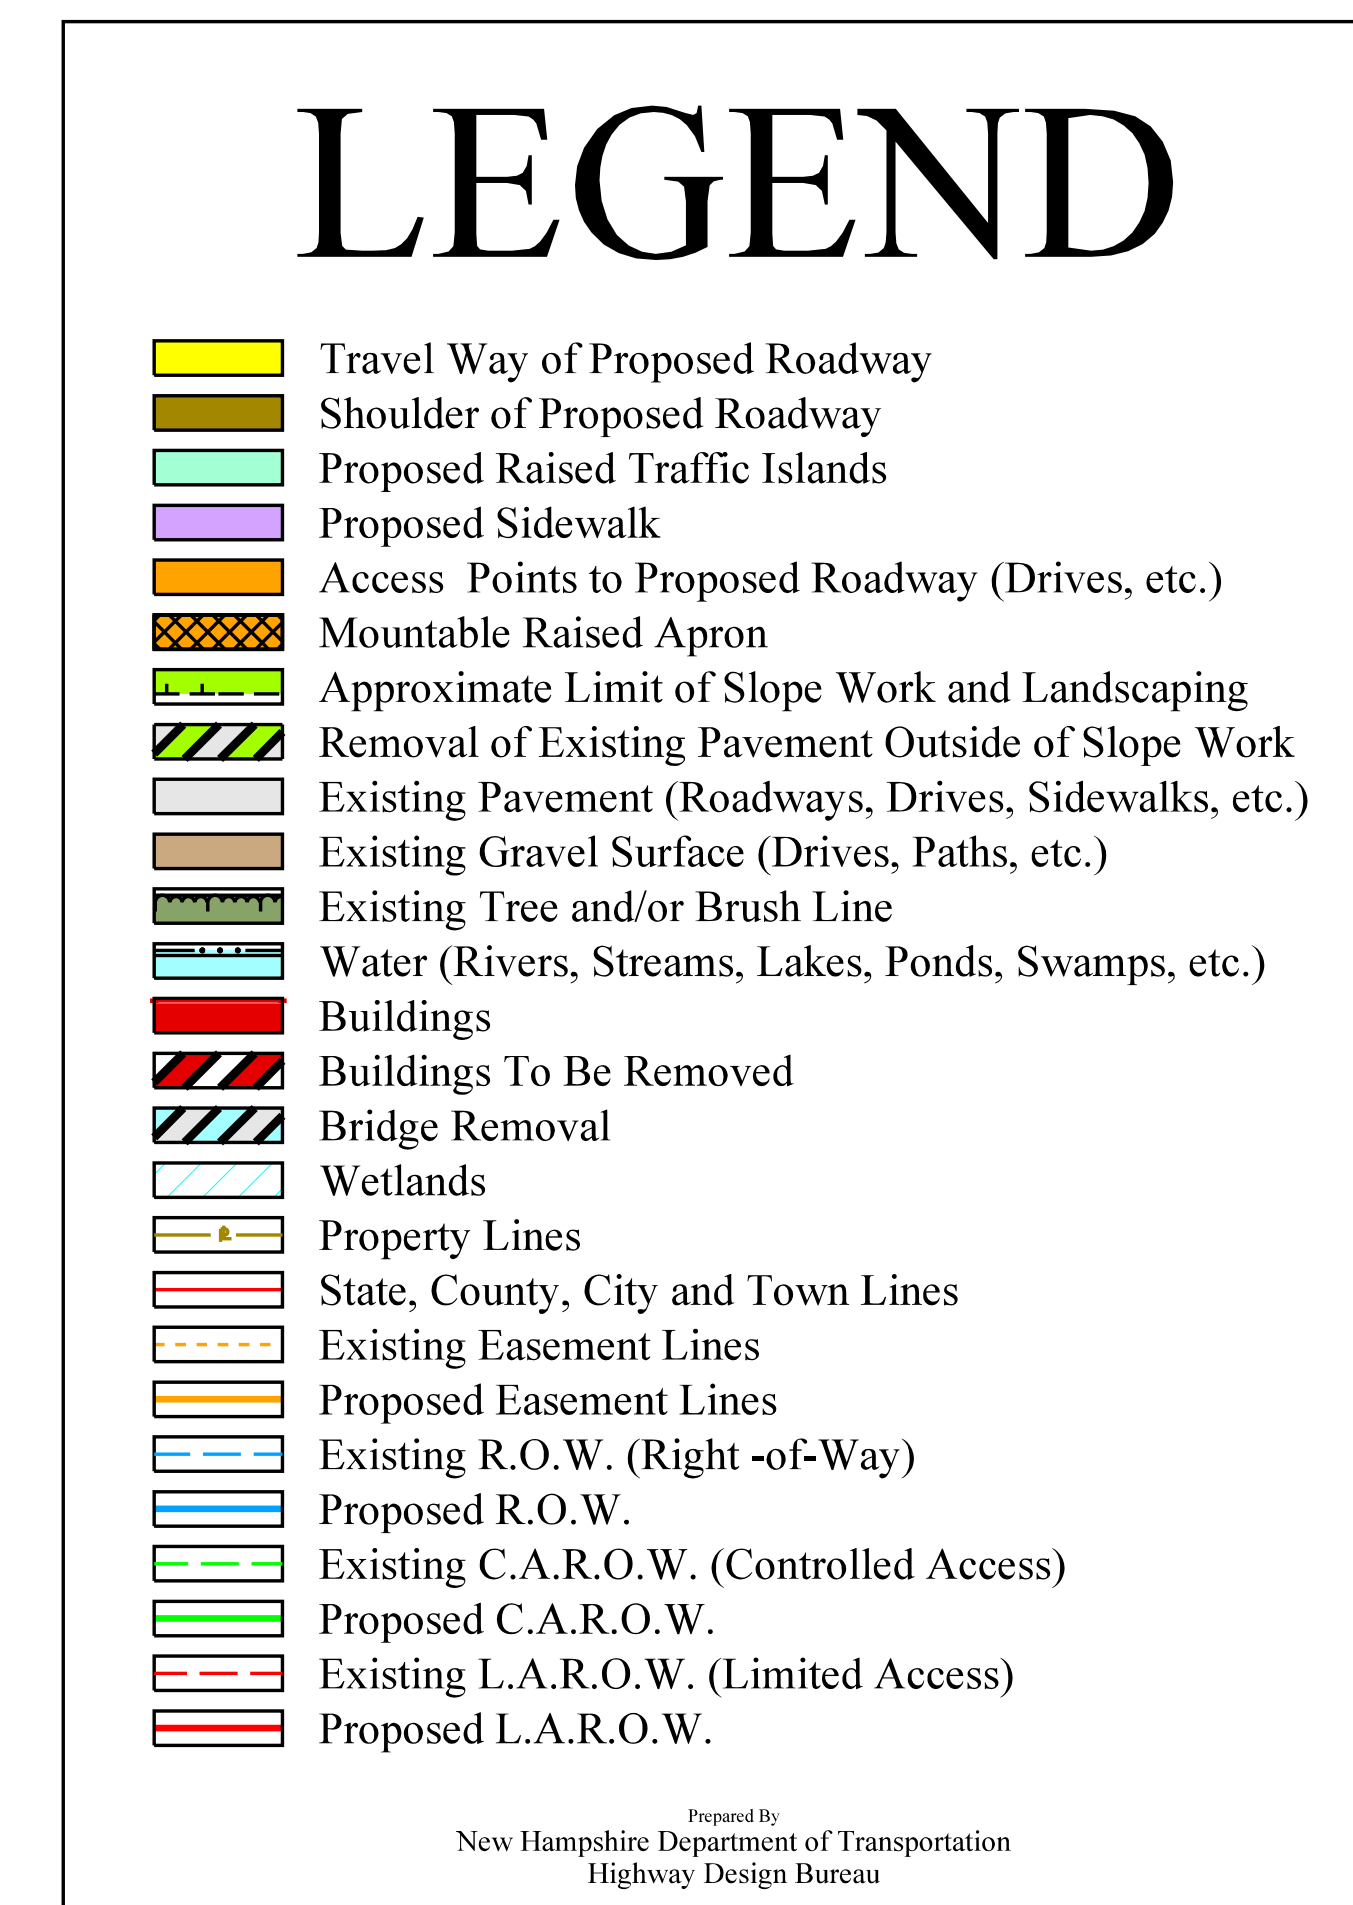 LEGEND
Travel Way of Proposed Roadway
Shoulder of Proposed Roadway
Proposed Raised Traffic Islands
Proposed Sidewalk
Access Points to Proposed Roadway (Drives, etc.)
Mountable Raised Apron
Approximate Limit of Slope Work and Landscaping
Removal of Existing Pavement Outside of Slope Work
Existing Pavement (Roadways, Drives, Sidewalks, etc.)
Existing Gravel Surface (Drives, Paths, etc.)
Existing Tree and/or Brush Line
Water (Rivers, Streams, Lakes, Ponds, Swamps, etc.)
Buildings
Buildings To Be Removed
Bridge Removal
Wetlands
Property Lines
State, County, City and Town Lines
Existing Easement Lines
Proposed Easement Lines
Existing R.O.W. (Right -of-Way)
Proposed R.O.W.
Existing C.A.R.O.W. (Controlled Access)
Proposed C.A.R.O.W.
Existing L.A.R.O.W. (Limited Access)
Proposed L.A.R.O.W.
Prepared By
New Hampshire Department of Transportation
Highway Design Bureau